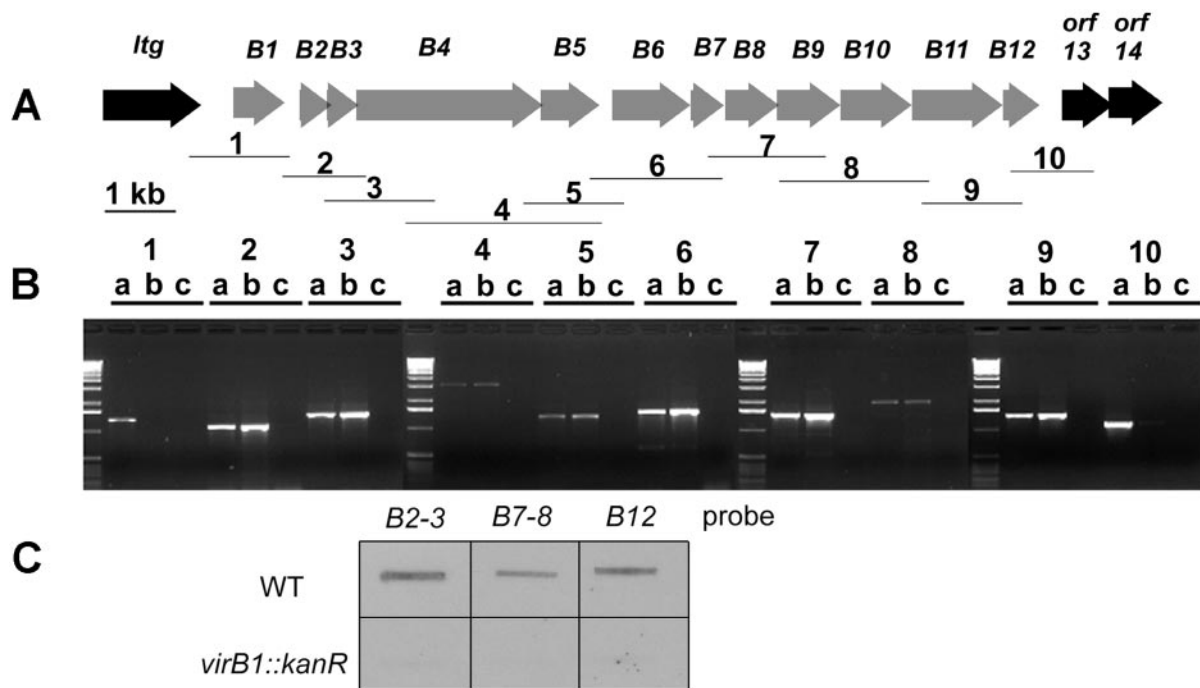 ltg B1 B2 B3 B4 B5 B6 B7 B8 B9 B10 B11 B12 orf 13 orf 14
A
1 2 3 4 5 6 7 8 9 10
1 kb
1 2 3 4 5 6 7 8 9 10
B
a b c a b c a b c a b c a b c a b c a b c a b c a b c a b c
B2-3 B7-8 B12 probe
C
WT
virB1::kanR